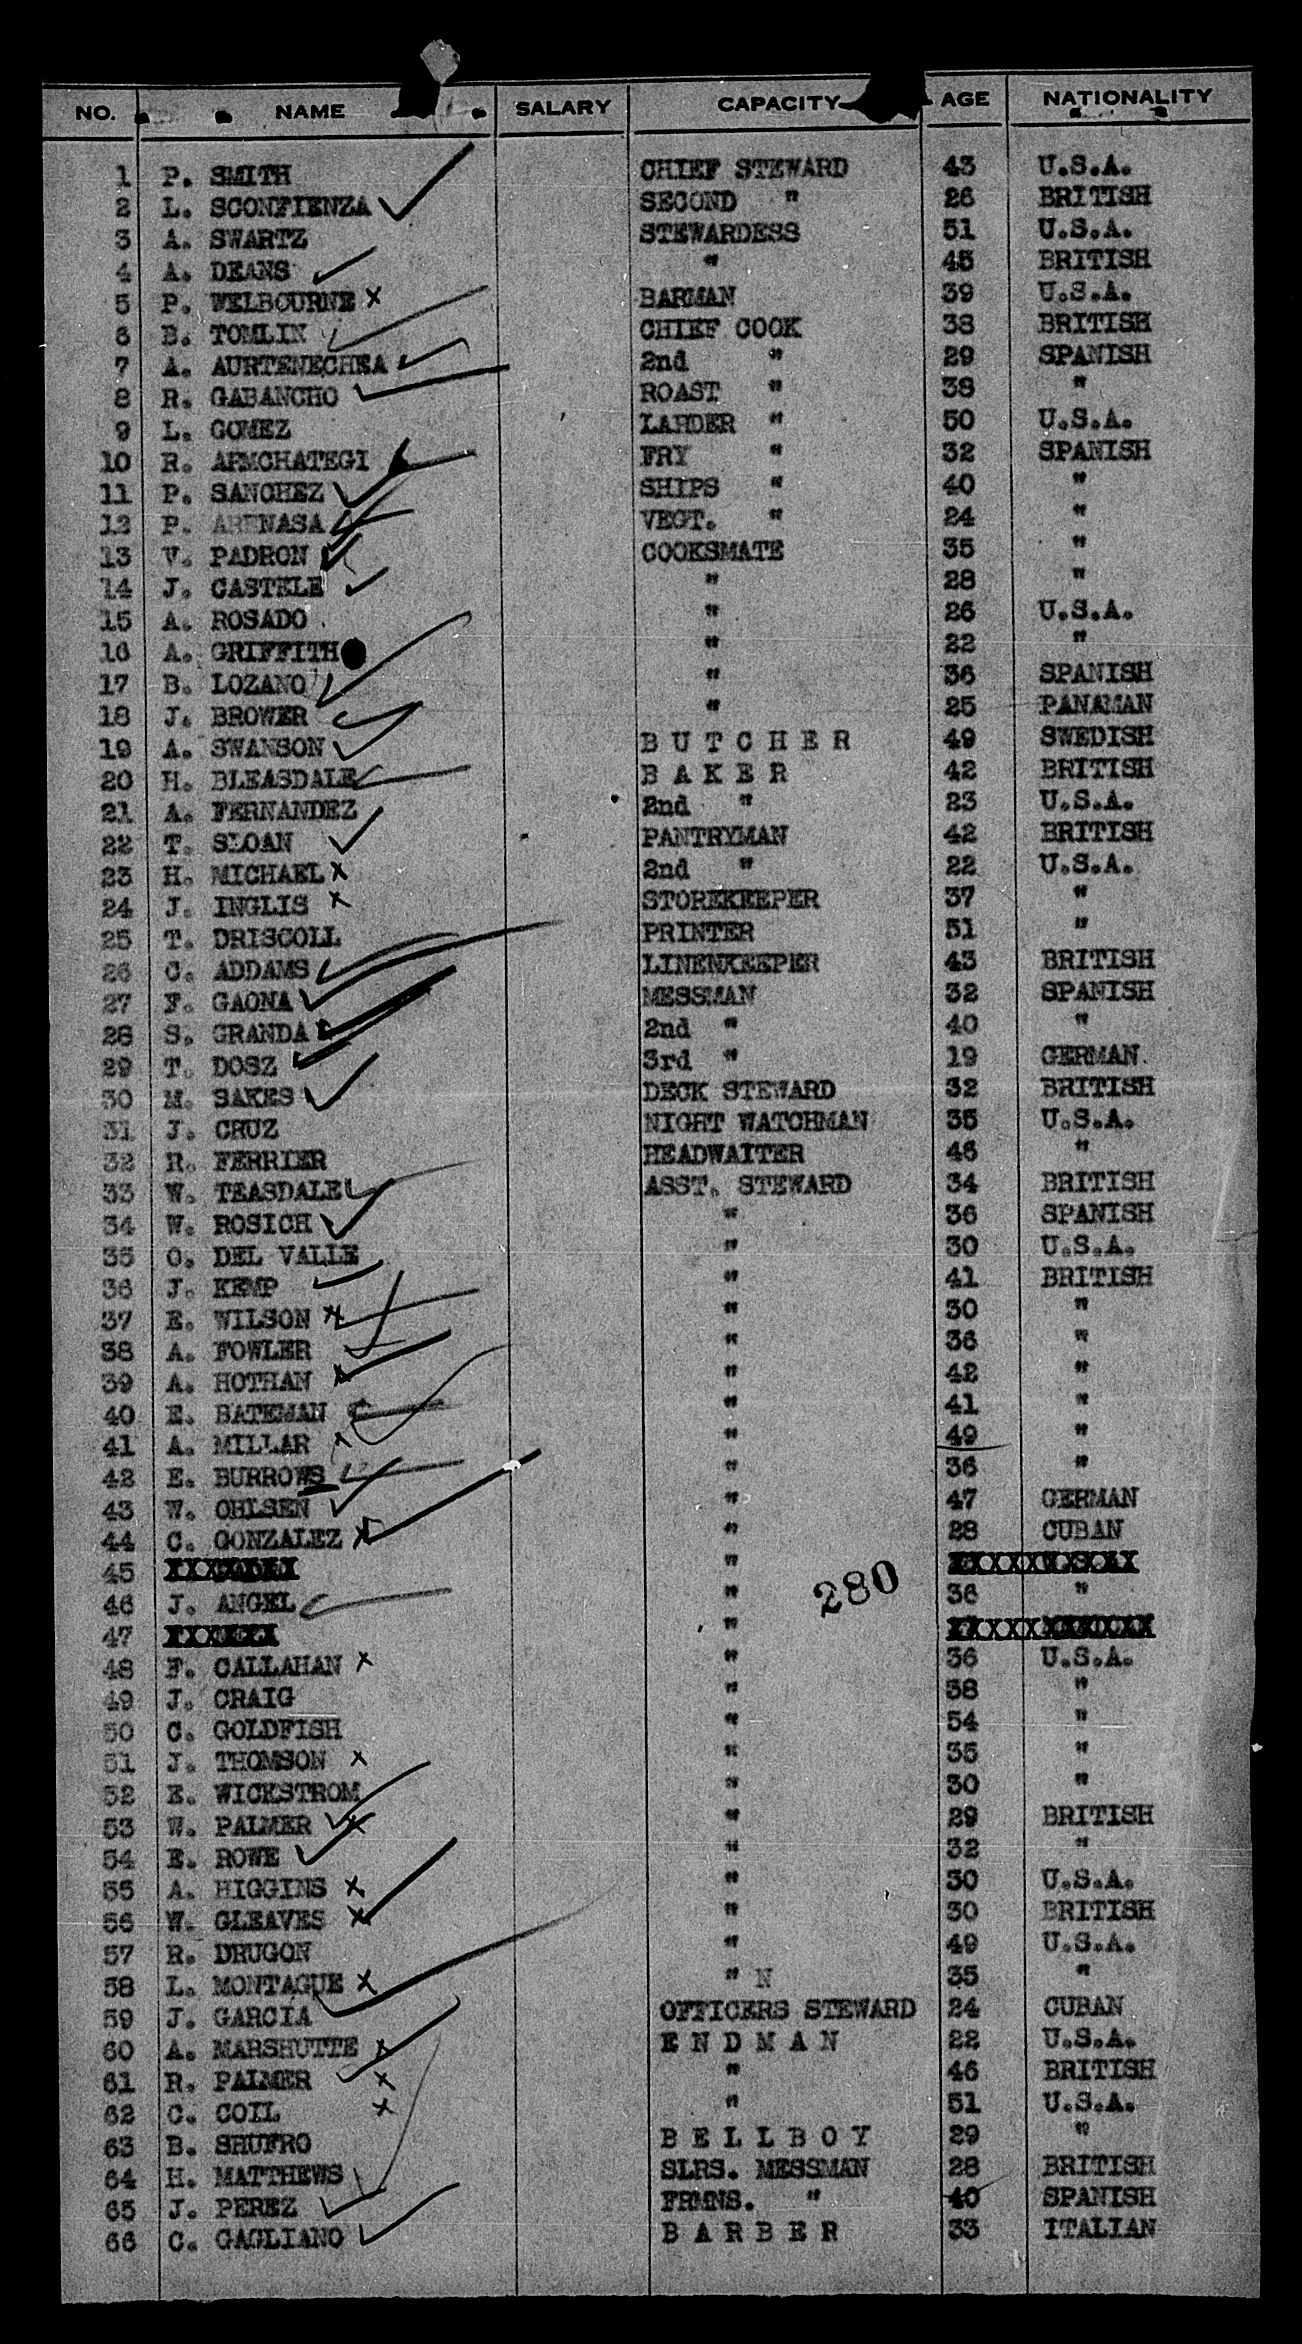 NO. NAME SALARY CAPACITY AGE NATIONALITY
1 P. SMITH CHIEF STEWARD 43 U.S.A.
2 L. SCONFIENZA SECOND " 26 BRITISH
3 A. SWARTZ STEWARDESS 51 U.S.A.
4 A. DEANS " 45 BRITISH
5 P. WELBOURNE X BARMAN 39 U.S.A.
6 B. TOMLIN CHIEF COOK 38 BRITISH
7 A. AURTENECHEA 2nd " 29 SPANISH
8 R. GABANCHO ROAST " 38 "
9 L. GOMEZ LARDER " 50 U.S.A.
10 R. ARMCHATEGI FRY " 32 SPANISH
11 P. SANCHEZ SHIPS " 40 "
12 P. ARENASA VEGT. " 24 "
13 V. PADRON COOKSMATE 35 "
14 J. CASTELE " 28 "
15 A. ROSADO " 26 U.S.A.
16 A. GRIFFITH " 22 "
17 B. LOZANO " 36 SPANISH
18 J. BROWER " 25 PANAMAN
19 A. SWANSON BUTCHER 49 SWEDISH
20 H. BLEASDALE BAKER 42 BRITISH
21 A. FERNANDEZ 2nd " 23 U.S.A.
22 T. SLOAN PANTRYMAN 42 BRITISH
23 H. MICHAEL X 2nd " 22 U.S.A.
24 J. INGLIS X STOREKEEPER 37 "
25 T. DRISCOLL PRINTER 51 "
26 C. ADDAMS LINENKEEPER 43 BRITISH
27 F. GAONA MESSMAN 32 SPANISH
28 S. GRANDA 2nd " 40 "
29 T. DOSZ 3rd " 19 GERMAN.
30 M. SAKES DECK STEWARD 32 BRITISH
31 J. CRUZ NIGHT WATCHMAN 35 U.S.A.
32 R. FERRIER HEADWAITER 46 "
33 W. TEASDALE ASST. STEWARD 34 BRITISH
34 W. ROSICH " 36 SPANISH
35 O. DEL VALLE " 30 U.S.A.
36 J. KEMP " 41 BRITISH
37 E. WILSON X " 30 "
38 A. FOWLER " 36 "
39 A. HOTHAN X " 42 "
40 E. BATEMAN " 41 "
41 A. MILLAR X " 49 "
42 E. BURROWS " 36 "
43 W. OHLSEN " 47 GERMAN
44 C. GONZALEZ X " 28 CUBAN
45 "
280
46 J. ANGEL " 36 "
47 "
48 F. CALLAHAN X " 36 U.S.A.
49 J. CRAIG " 38 "
50 C. GOLDFISH " 54 "
51 J. THOMSON X " 35 "
52 E. WICKSTROM " 30 "
53 W. PALMER X " 29 BRITISH
54 E. ROWE " 32 "
55 A. HIGGINS X " 30 U.S.A.
56 W. GLEAVES X " 30 BRITISH
57 R. DRUGON " 49 U.S.A.
58 L. MONTAGUE X " N 35 "
59 J. GARCIA OFFICERS STEWARD 24 CUBAN
60 A. MARSHUTTE X ENDMAN 22 U.S.A.
61 R. PALMER X " 46 BRITISH
62 C. COIL X " 51 U.S.A.
63 B. SHUFRO BELLBOY 29 "
64 H. MATTHEWS SLRS. MESSMAN 28 BRITISH
65 J. PEREZ FRMNS. " 40 SPANISH
66 C. GAGLIANO BARBER 33 ITALIAN